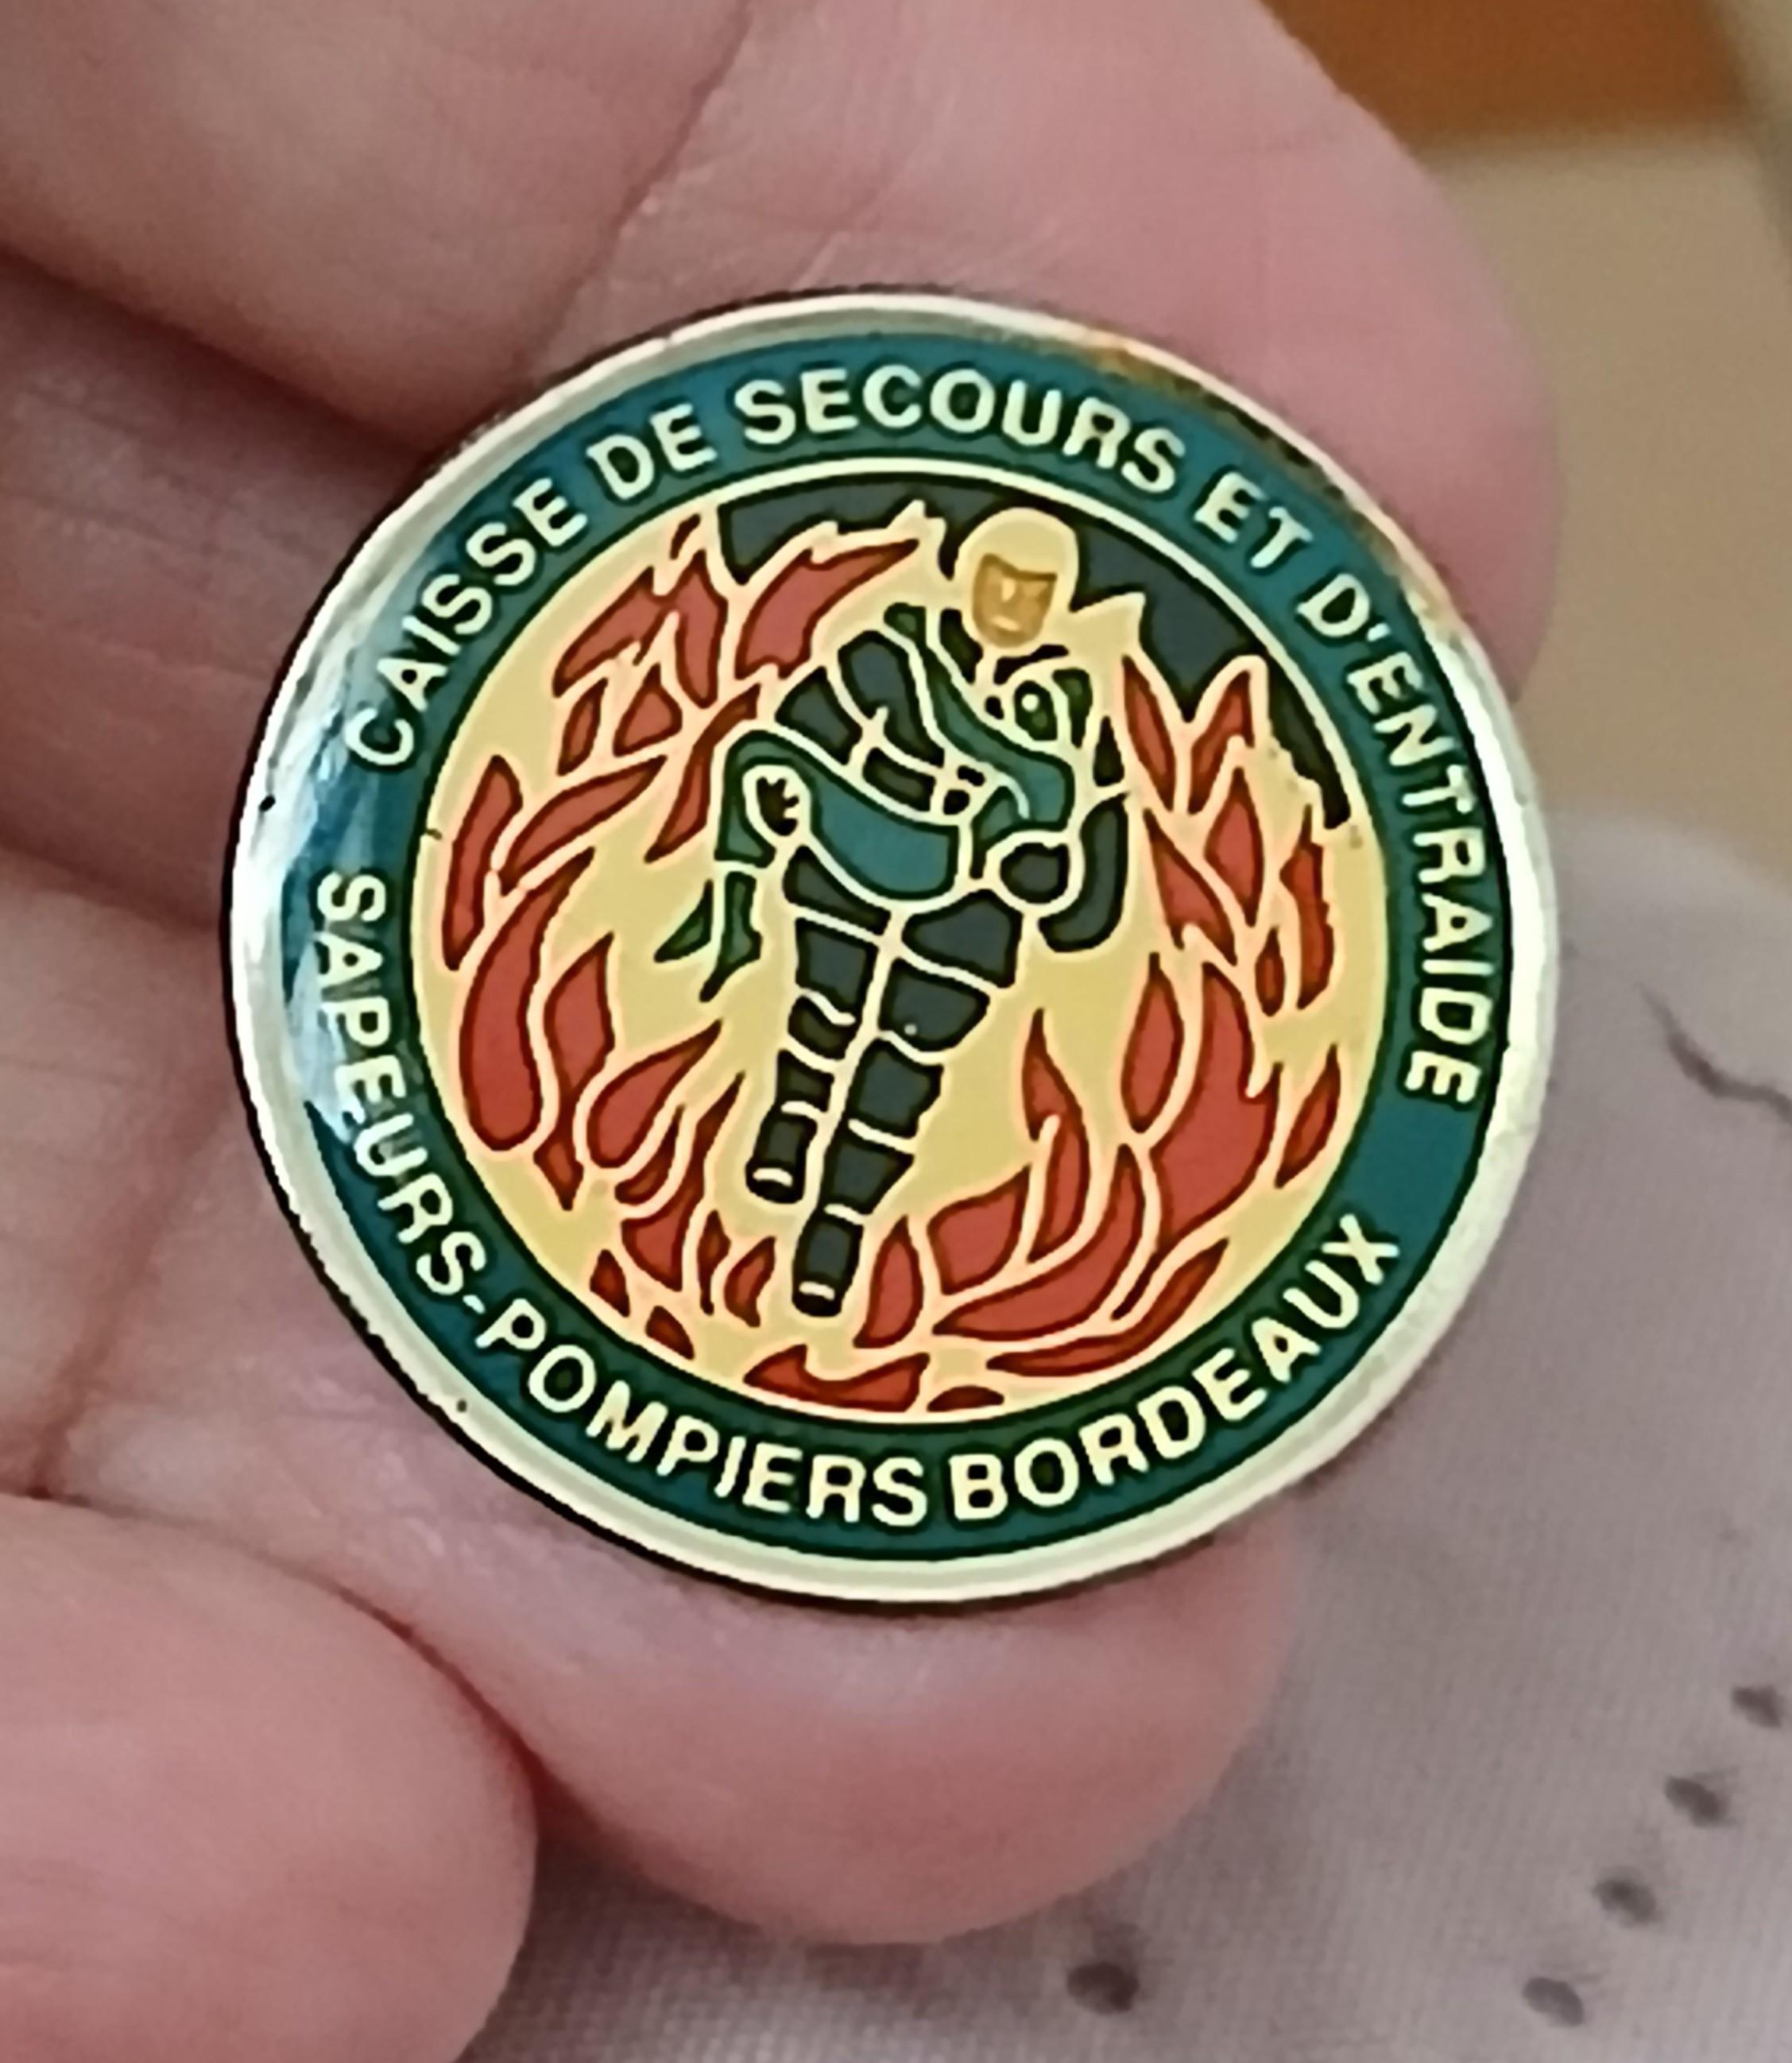 CAISSE DE SECOURS ET D'ENTRAIDE
SAPEURS-POMPIERS BORDEAUX